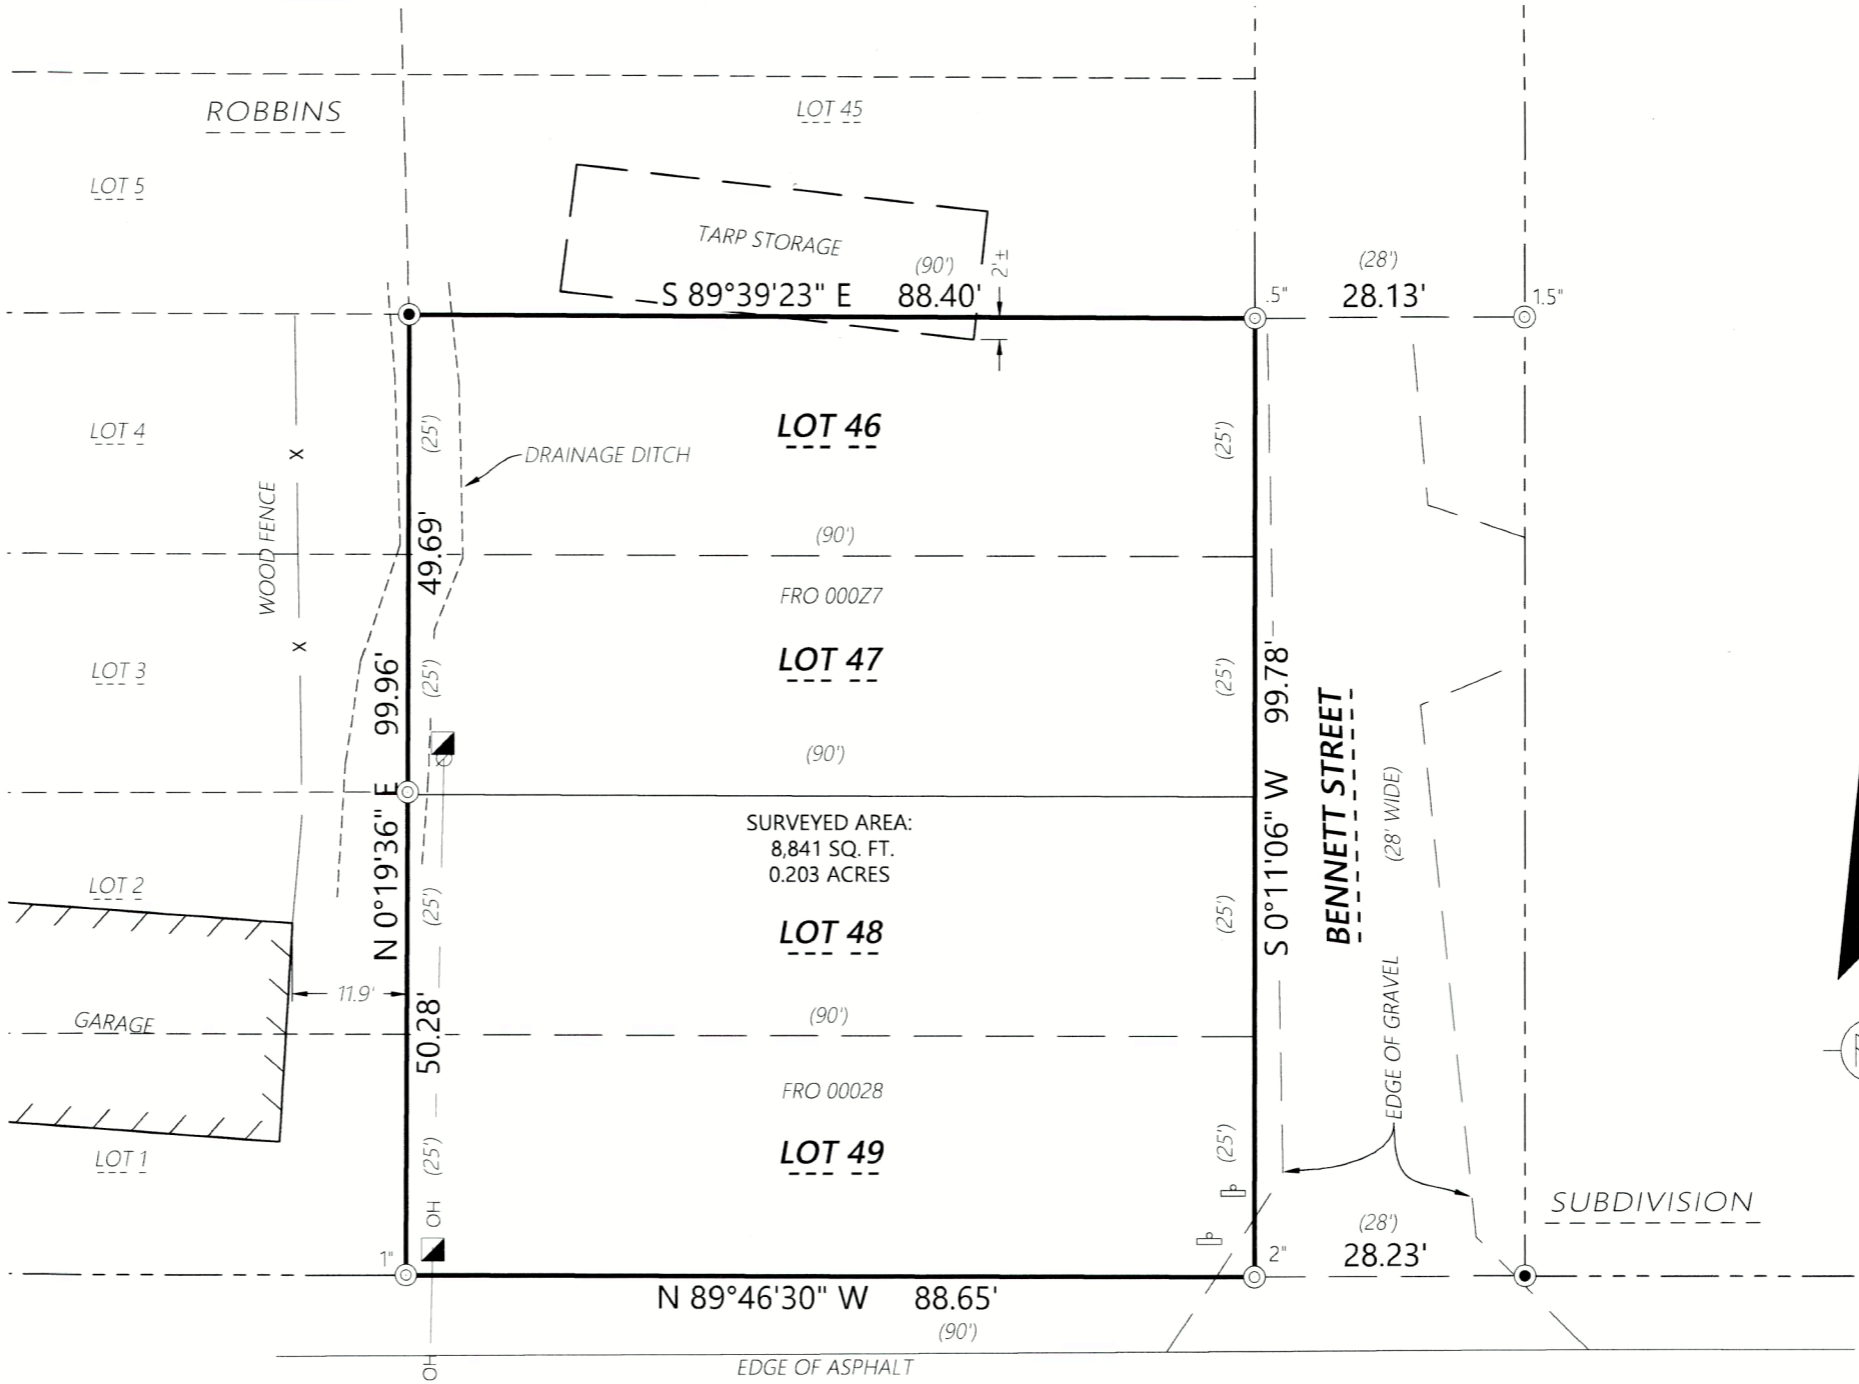 ROBBINS
LOT 45
LOT 5
TARP STORAGE
(90')
2'±
(28')
S 89°39'23" E 88.40'
.5"
28.13'
1.5"
LOT 46
LOT 4
(25')
(25')
DRAINAGE DITCH
WOOD FENCE
X
49.69'
(90')
FRO 000Z7
X
LOT 47
LOT 3
(25')
(25')
N 0°19'36" E 99.96'
S 0°11'06" W 99.78'
BENNETT STREET
(28' WIDE)
(90')
SURVEYED AREA:
8,841 SQ. FT.
0.203 ACRES
LOT 2
(25')
(25')
LOT 48
11.9'
GARAGE
50.28'
(90')
EDGE OF GRAVEL
FRO 00028
LOT 49
LOT 1
(25')
(25')
OH
SUBDIVISION
(28')
28.23'
1"
2"
N 89°46'30" W 88.65'
(90')
EDGE OF ASPHALT
OH